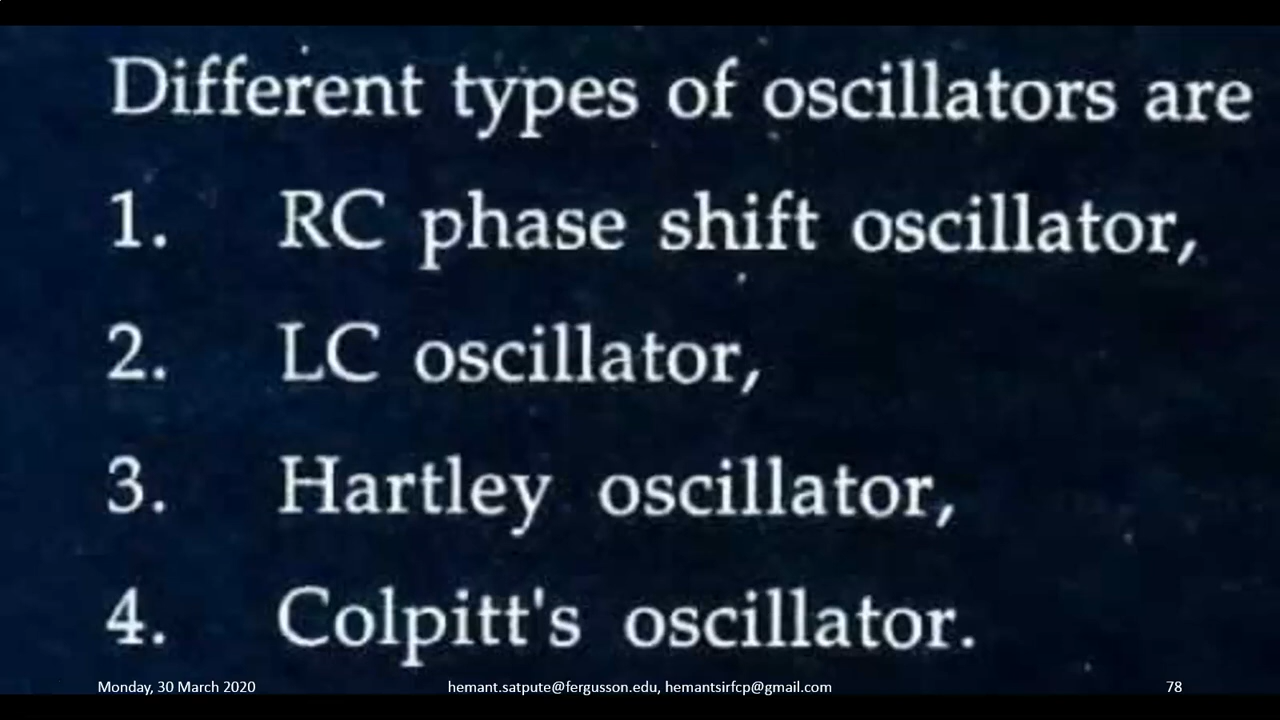 Different types of oscillators are
1. RC phase shift oscillator,
2. LC oscillator,
3. Hartley oscillator,
4. Colpitt's oscillator.
Monday, 30 March 2020 hemant.satpute@fergusson.edu, hemantsirfcp@gmail.com 78